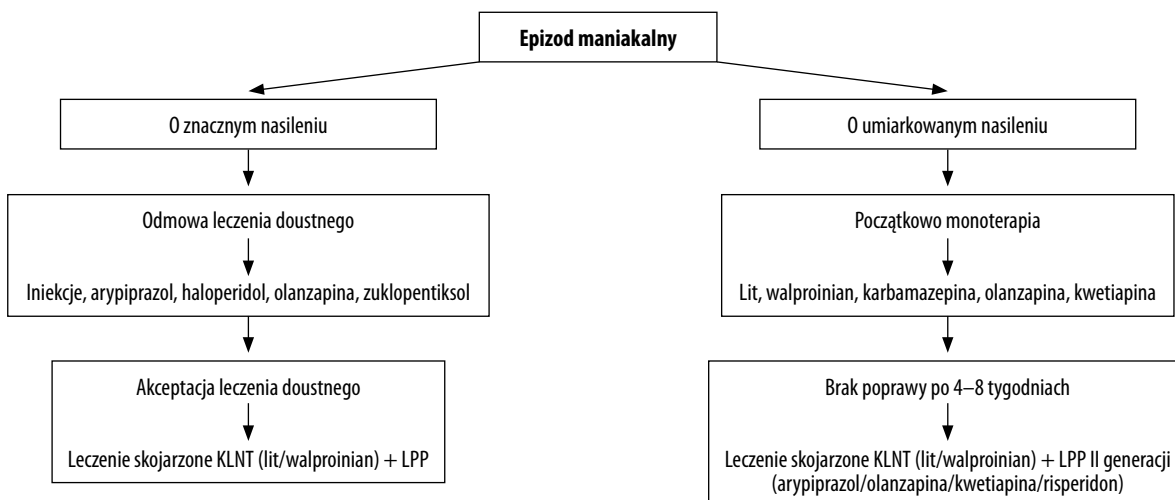 Epizod maniakalny
O znacznym nasileniu
Odmowa leczenia doustnego
Iniekcje, arypiprazol, haloperidol, olanzapina, zuklopentiksol
Akceptacja leczenia doustnego
Leczenie skojarzone KLNT (lit/walproinian) + LPP
O umiarkowanym nasileniu
Początkowo monoterapia
Lit, walproinian, karbamazepina, olanzapina, kwetiapina
Brak poprawy po 4–8 tygodniach
Leczenie skojarzone KLNT (lit/walproinian) + LPP II generacji
(arypiprazol/olanzapina/kwetiapina/risperidon)